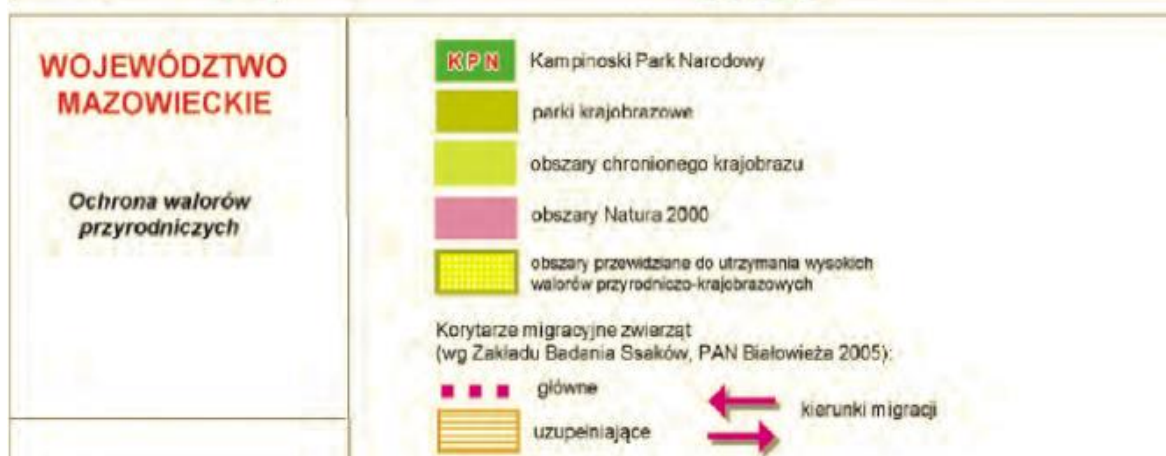 WOJEWÓDZTWO
MAZOWIECKIE
Ochrona walorów
przyrodniczych
KPN Kampinoski Park Narodowy
parki krajobrazowe
obszary chronionego krajobrazu
obszary Natura 2000
obszary przewidziane do utrzymania wysokich
walorów przyrodniczo-krajobrazowych
Korytarze migracyjne zwierząt
(wg Zakładu Badania Ssaków, PAN Białowieża 2005):
główne
kierunki migracji
uzupełniające